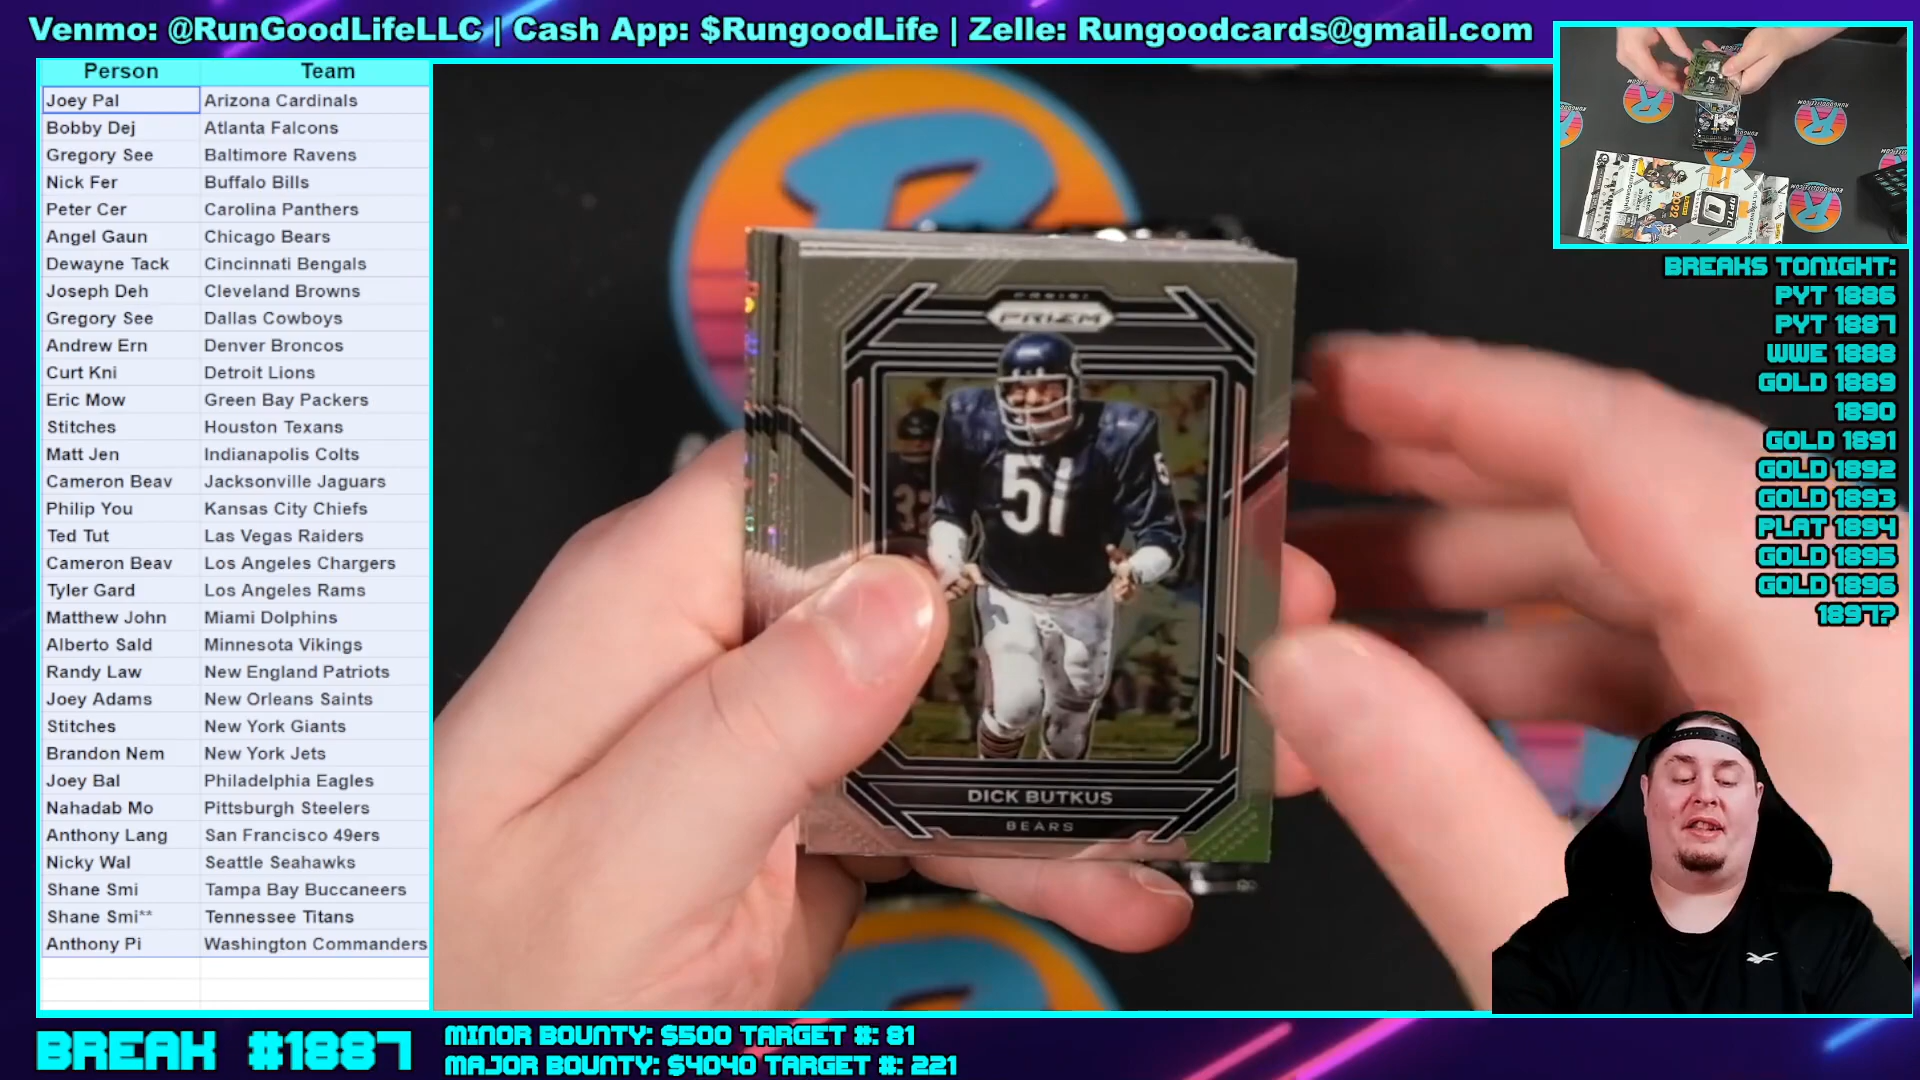 Venmo: @RunGoodLifeLLC | Cash App: $RungoodLife | Zelle: Rungoodcards@gmail.com
Person Team
Joey Pal Arizona Cardinals
Bobby Dej Atlanta Falcons
Gregory See Baltimore Ravens
Nick Fer Buffalo Bills
Peter Cer Carolina Panthers
Angel Gaun Chicago Bears
Dewayne Tack Cincinnati Bengals
Joseph Deh Cleveland Browns
Gregory See Dallas Cowboys
Andrew Ern Denver Broncos
Curt Kni Detroit Lions
Eric Mow Green Bay Packers
Stitches Houston Texans
Matt Jen Indianapolis Colts
Cameron Beav Jacksonville Jaguars
Philip You Kansas City Chiefs
Ted Tut Las Vegas Raiders
Cameron Beav Los Angeles Chargers
Tyler Gard Los Angeles Rams
Matthew John Miami Dolphins
Alberto Sald Minnesota Vikings
Randy Law New England Patriots
Joey Adams New Orleans Saints
Stitches New York Giants
Brandon Nem New York Jets
Joey Bal Philadelphia Eagles
Nahadab Mo Pittsburgh Steelers
Anthony Lang San Francisco 49ers
Nicky Wal Seattle Seahawks
Shane Smi Tampa Bay Buccaneers
Shane Smi** Tennessee Titans
Anthony Pi Washington Commanders
PANINI
PRIZM
51
5
32
DICK BUTKUS
BEARS
OPTIC
2022
BREAKS TONIGHT:
PYT 1886
PYT 1887
WWE 1888
GOLD 1889
1890
GOLD 1891
GOLD 1892
GOLD 1893
PLAT 1894
GOLD 1895
GOLD 1896
1897?
BREAK #1887
MINOR BOUNTY: $500 TARGET #: 81
MAJOR BOUNTY: $4040 TARGET #: 221